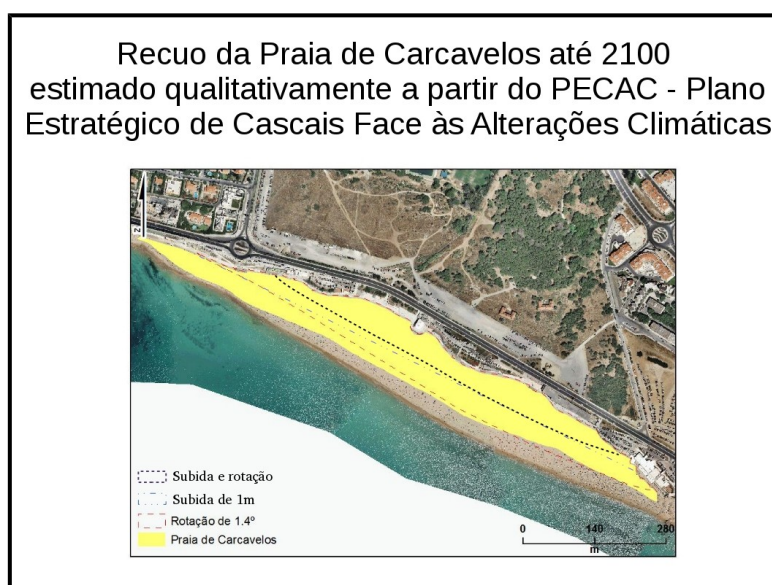 Recuo da Praia de Carcavelos até 2100
estimado qualitativamente a partir do PECAC - Plano
Estratégico de Cascais Face às Alterações Climáticas
N
Subida e rotação
Subida de 1m
Rotação de 1.4º
Praia de Carcavelos
0 140 280
m